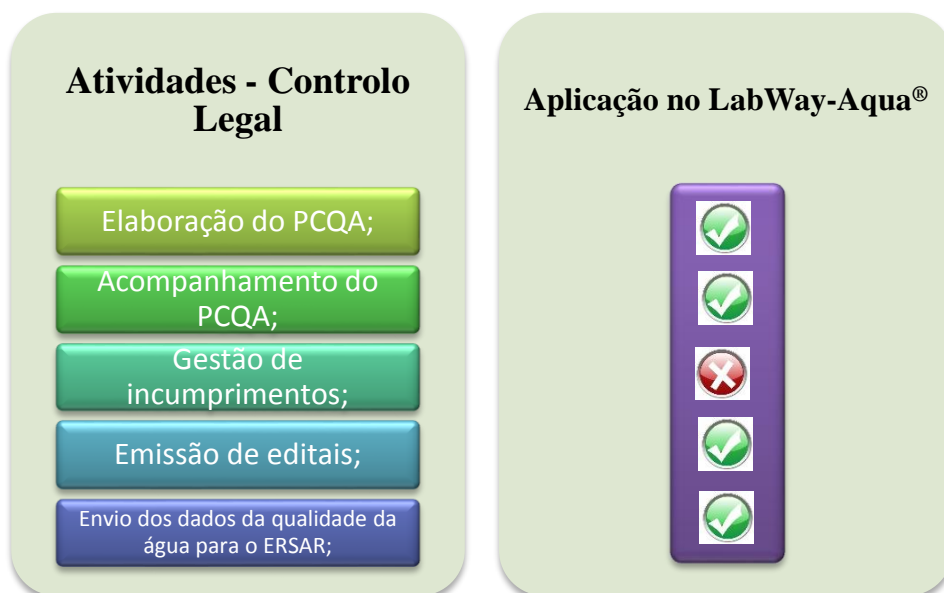 Atividades - Controlo
Legal
Elaboração do PCQA;
Acompanhamento do
PCQA;
Gestão de
incumprimentos;
Emissão de editais;
Envio dos dados da qualidade da
água para o ERSAR;
Aplicação no LabWay-Aqua®